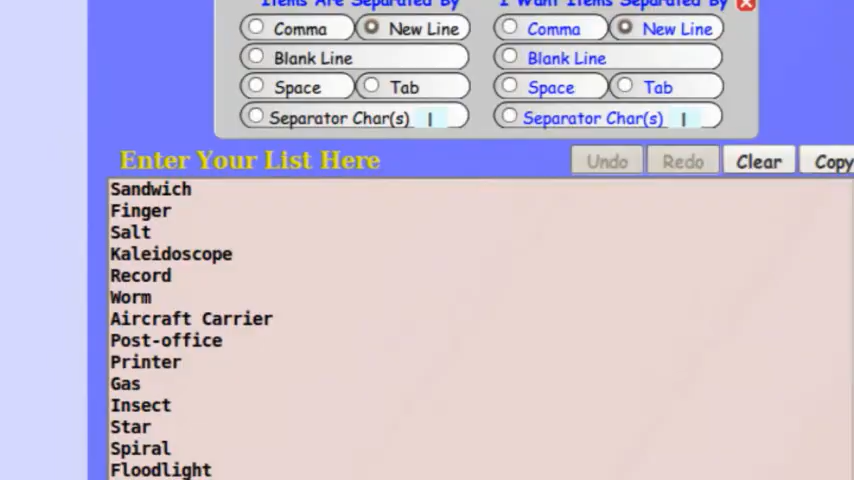 Items Are Separated By I Want Items Separated By
Comma New Line Comma New Line
Blank Line Blank Line
Space Tab Space Tab
Separator Char(s) | Separator Char(s) |
Enter Your List Here Undo Redo Clear Copy
Sandwich
Finger
Salt
Kaleidoscope
Record
Worm
Aircraft Carrier
Post-office
Printer
Gas
Insect
Star
Spiral
Floodlight